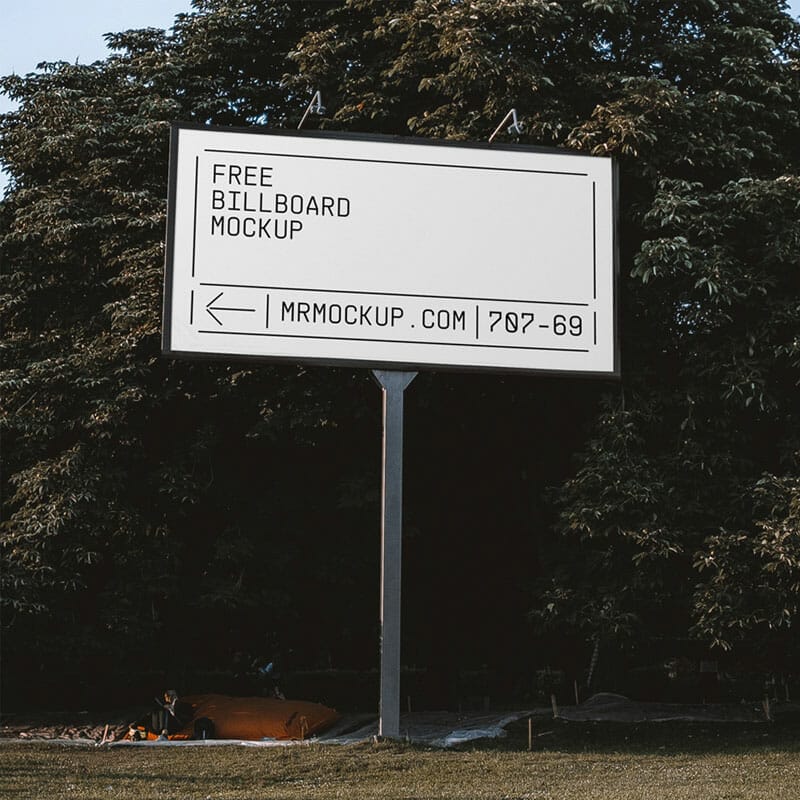 FREE
BILLBOARD
MOCKUP
← | MRMOCKUP.COM | 707-69